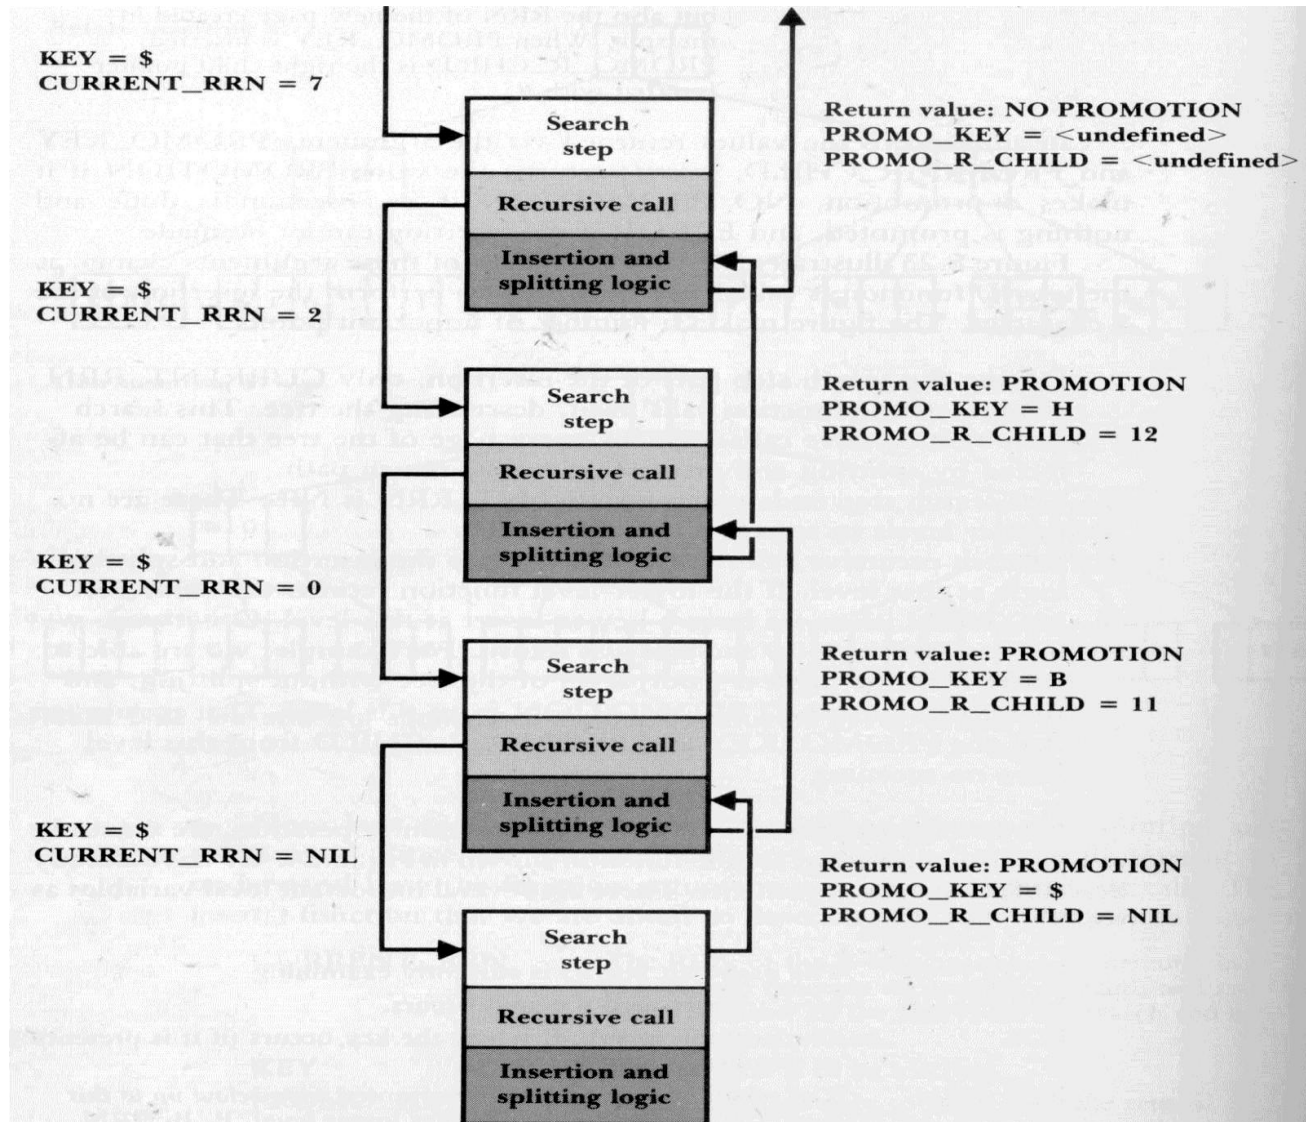 KEY = $
CURRENT_RRN = 7
Search
step
Recursive call
Insertion and
splitting logic
Return value: NO PROMOTION
PROMO_KEY = <undefined>
PROMO_R_CHILD = <undefined>
KEY = $
CURRENT_RRN = 2
Search
step
Recursive call
Insertion and
splitting logic
Return value: PROMOTION
PROMO_KEY = H
PROMO_R_CHILD = 12
KEY = $
CURRENT_RRN = 0
Search
step
Recursive call
Insertion and
splitting logic
Return value: PROMOTION
PROMO_KEY = B
PROMO_R_CHILD = 11
KEY = $
CURRENT_RRN = NIL
Search
step
Recursive call
Insertion and
splitting logic
Return value: PROMOTION
PROMO_KEY = $
PROMO_R_CHILD = NIL